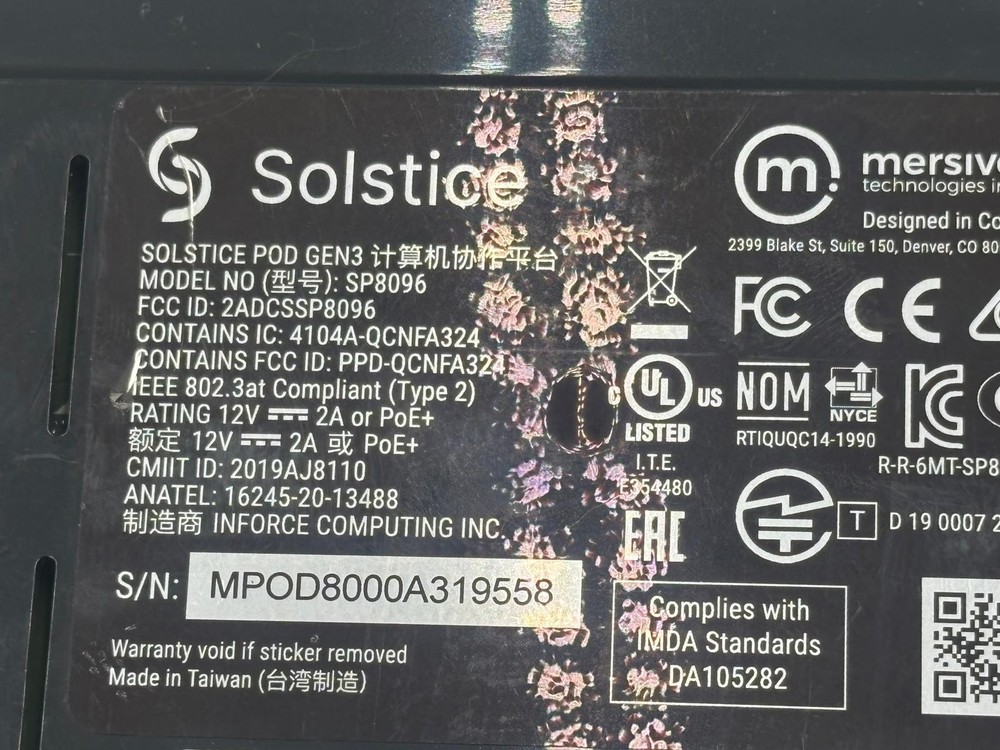 Solstice
SOLSTICE POD GEN3 计算机协作平台
MODEL NO (型号): SP8096
FCC ID: 2ADCSSP8096
CONTAINS IC: 4104A-QCNFA324
CONTAINS FCC ID: PPD-QCNFA324
IEEE 802.3at Compliant (Type 2)
RATING 12V ⎓ 2A or PoE+
额定 12V ⎓ 2A 或 PoE+
CMIIT ID: 2019AJ8110
ANATEL: 16245-20-13488
制造商 INFORCE COMPUTING INC.
S/N: MPOD8000A319558
Warranty void if sticker removed
Made in Taiwan (台湾制造)
m.
mersiv
technologies in
Designed in Co
2399 Blake St, Suite 150, Denver, CO 80
FC CE
C UL US
LISTED
I.T.E.
E354480
NOM
NYCE
RTIQUQC14-1990
KC
R-R-6MT-SP8
EAC
T D 19 0007 2
Complies with
IMDA Standards
DA105282